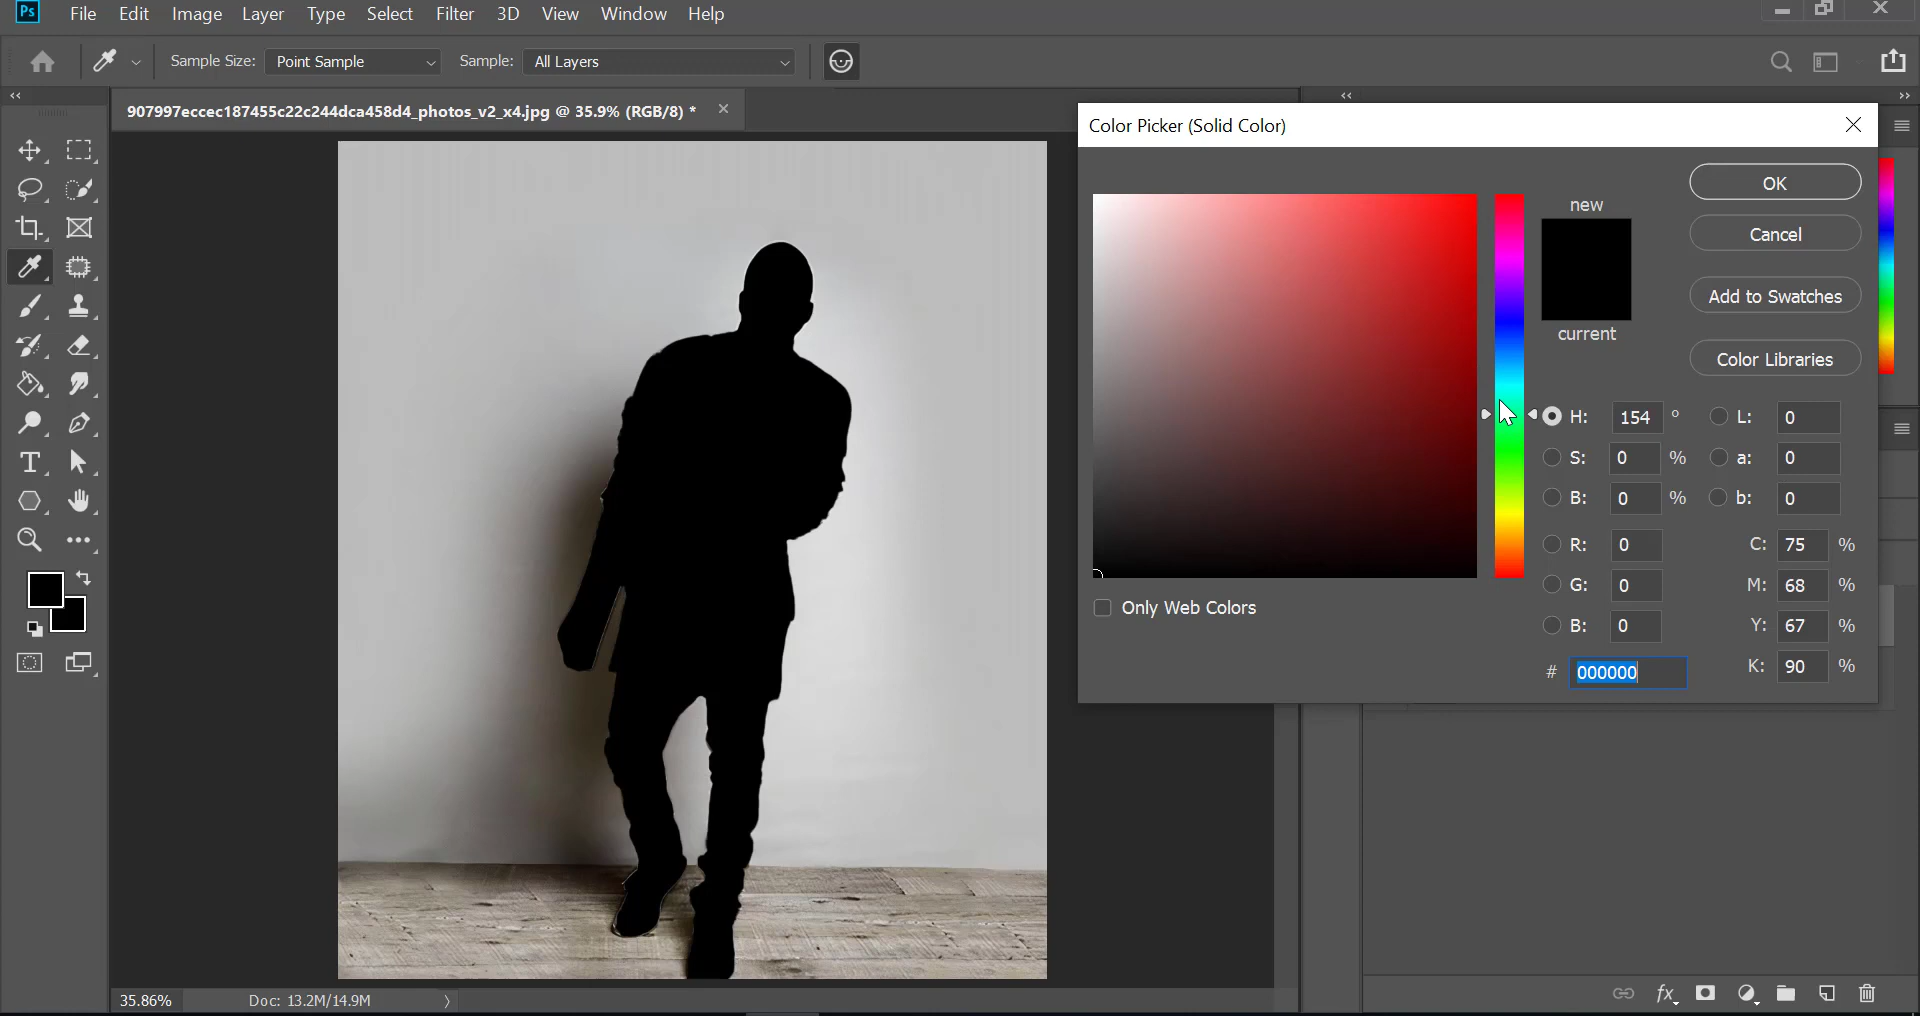 Ps File Edit Image Layer Type Select Filter 3D View Window Help
Sample Size: Point Sample Sample: All Layers
907997eccec187455c22c244dca458d4_photos_v2_x4.jpg @ 35.9% (RGB/8) *
Color Picker (Solid Color)
new
current
OK
Cancel
Add to Swatches
Color Libraries
H: 154 ° L: 0
S: 0 % a: 0
B: 0 % b: 0
R: 0 C: 75 %
G: 0 M: 68 %
B: 0 Y: 67 %
# 000000 K: 90 %
Only Web Colors
T
fx
35.86% Doc: 13.2M/14.9M